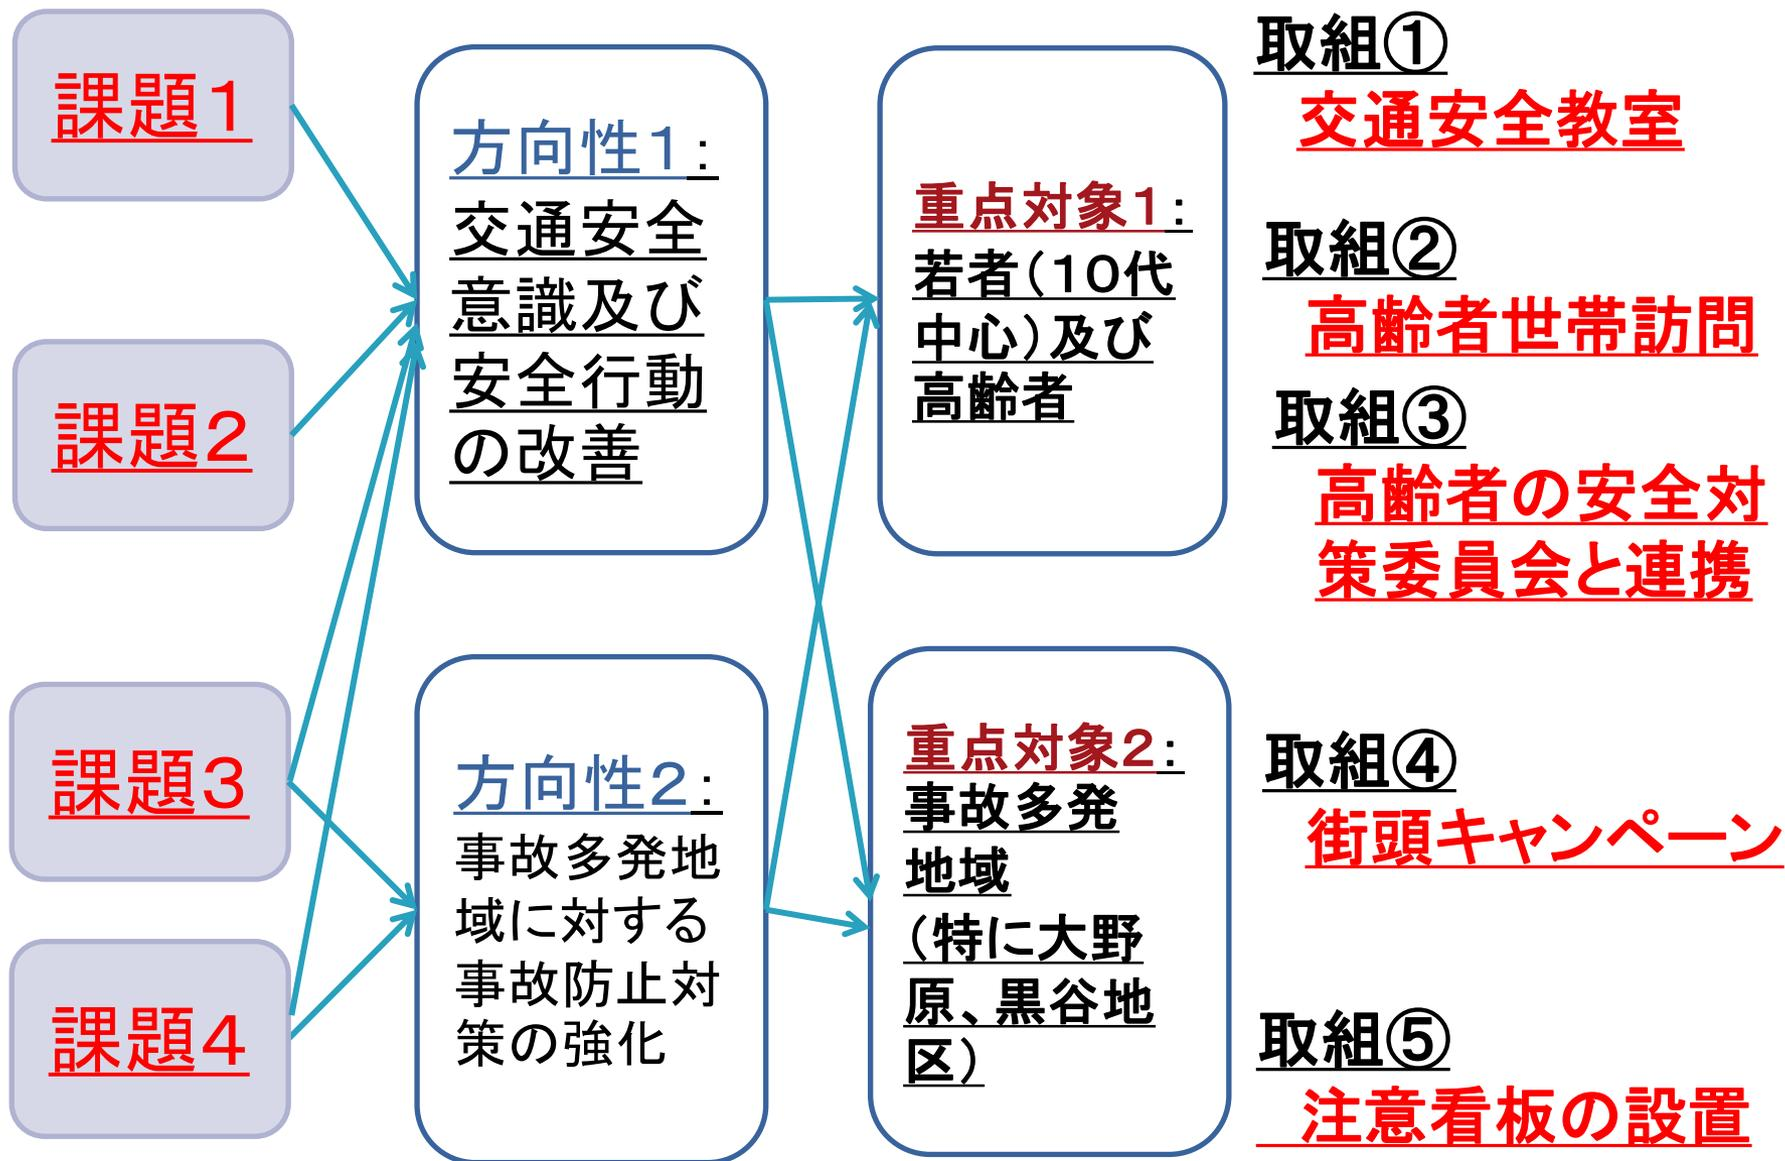 課題1
課題2
課題3
課題4
方向性1：
交通安全
意識及び
安全行動
の改善
方向性2：
事故多発地
域に対する
事故防止対
策の強化
重点対象1：
若者（10代
中心）及び
高齢者
重点対象2：
事故多発
地域
（特に大野
原、黒谷地
区）
取組①
交通安全教室
取組②
高齢者世帯訪問
取組③
高齢者の安全対
策委員会と連携
取組④
街頭キャンペーン
取組⑤
注意看板の設置